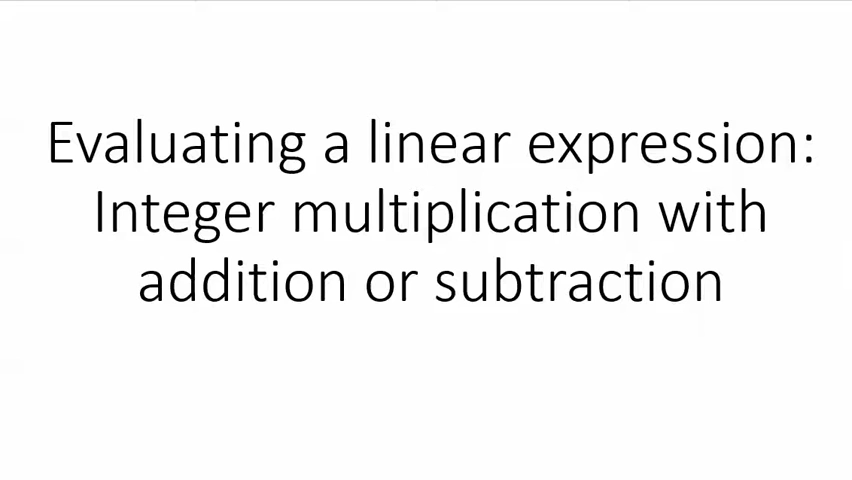 Evaluating a linear expression:
Integer multiplication with
addition or subtraction